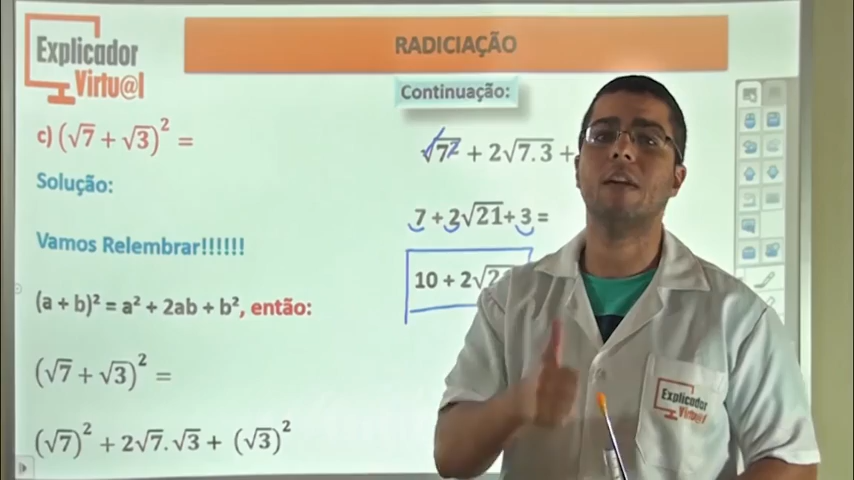 Explicador
Virtu@l
RADICIAÇÃO
c) (√7 + √3)² =
Solução:
Vamos Relembrar!!!!!!
(a + b)² = a² + 2ab + b², então:
(√7 + √3)² =
(√7)² + 2√7.√3 + (√3)²
Continuação:
√7² + 2√7.3 +
7 + 2√21+ 3 =
10 + 2√2
Explicador
Virtu@l